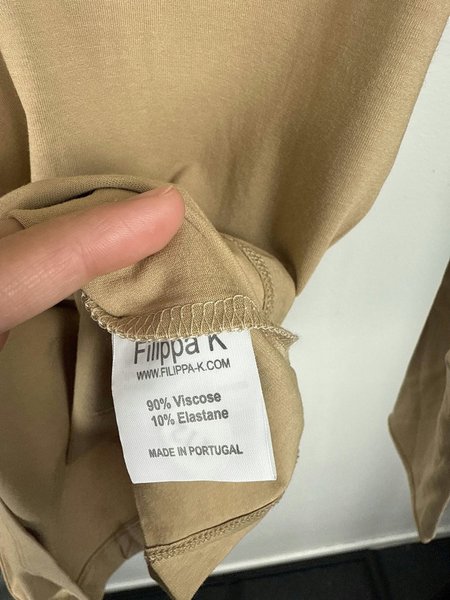 Filippa K
WWW.FILIPPA-K.COM
90% Viscose
10% Elastane
MADE IN PORTUGAL